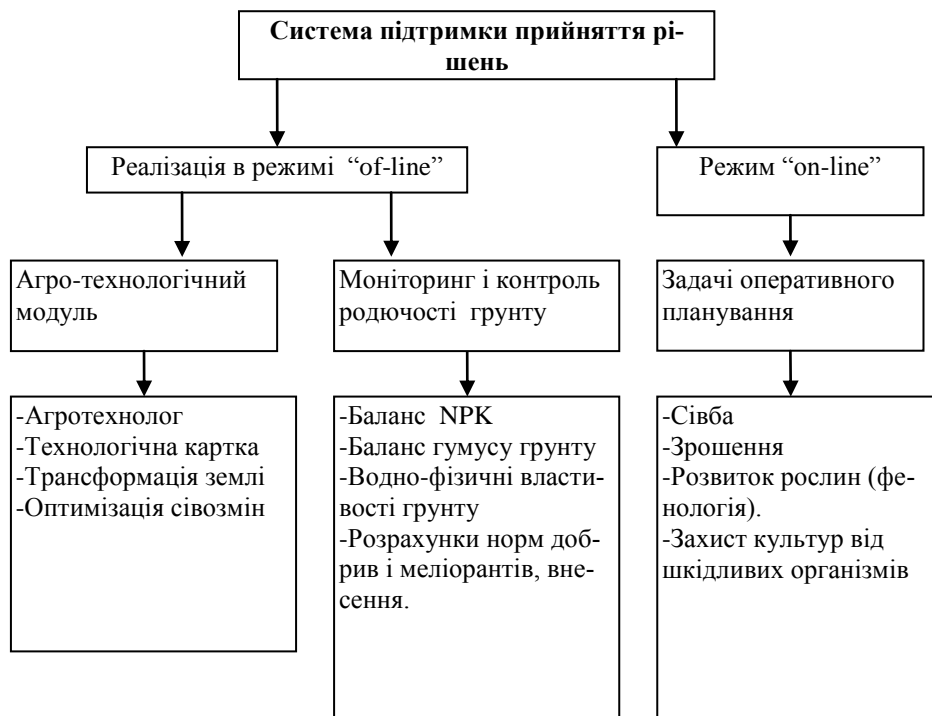 Система підтримки прийняття рі-
шень
Реалізація в режимі “of-line”
Режим “on-line”
Агро-технологічний
модуль
Моніторинг і контроль
родючості грунту
Задачі оперативного
планування
-Агротехнолог
-Технологічна картка
-Трансформація землі
-Оптимізація сівозмін
-Баланс NPK
-Баланс гумусу грунту
-Водно-фізичні власти-
вості грунту
-Розрахунки норм доб-
рив і меліорантів, вне-
сення.
-Сівба
-Зрошення
-Розвиток рослин (фе-
нологія).
-Захист культур від
шкідливих організмів